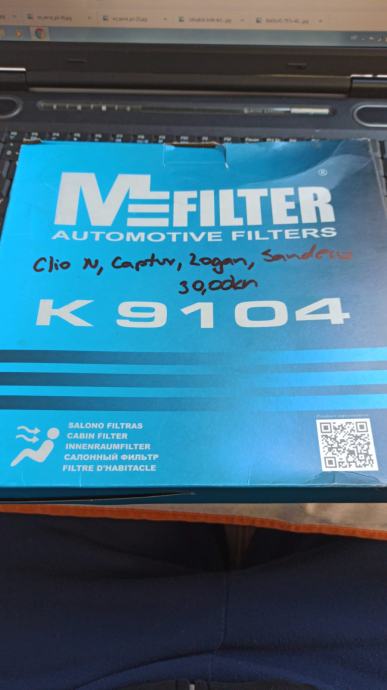 M=FILTER
®
AUTOMOTIVE FILTERS
Clio IV, Captur, Logan, Sandero
30,00kn
K 9104
SALONO FILTRAS
CABIN FILTER
INNENRAUMFILTER
САЛОННЫЙ ФИЛЬТР
FILTRE D'HABITACLE